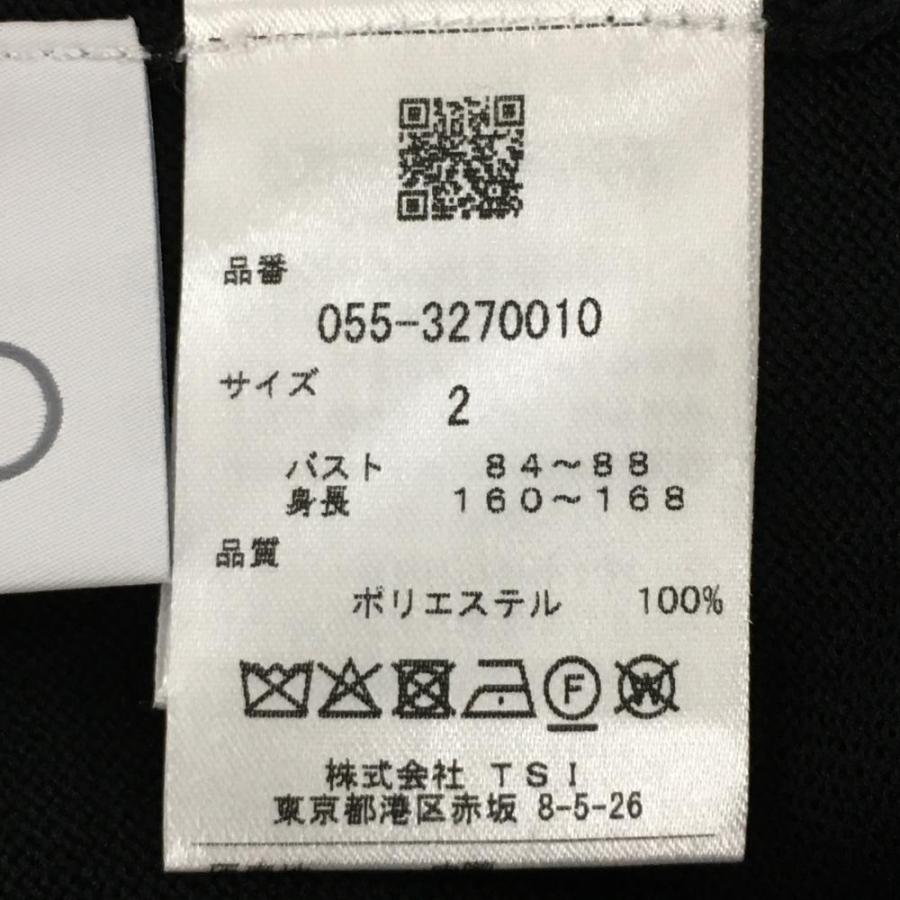 品番
055-3270010
サイズ
2
バスト 84～88
身長 160～168
品質
ポリエステル 100%
F
W
株式会社 TSI
東京都港区赤坂 8-5-26